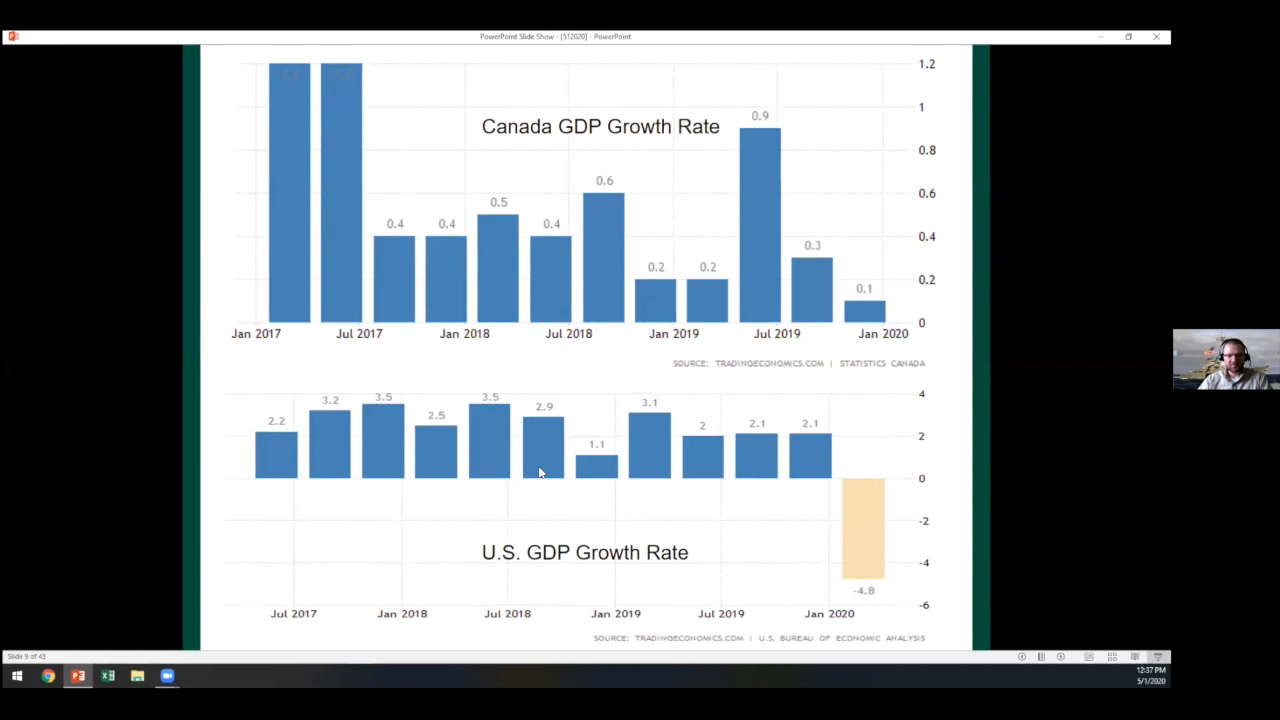 PowerPoint Slide Show - [512020] - PowerPoint
1.2
1
0.8
0.6
0.4
0.2
0
Canada GDP Growth Rate
0.4
0.4
0.5
0.4
0.6
0.2
0.2
0.9
0.3
0.1
Jan 2017
Jul 2017
Jan 2018
Jul 2018
Jan 2019
Jul 2019
Jan 2020
SOURCE: TRADINGECONOMICS.COM | STATISTICS CANADA
2.2
3.2
3.5
2.5
3.5
2.9
1.1
3.1
2
2.1
2.1
-4.8
4
2
0
-2
-4
-6
U.S. GDP Growth Rate
Jul 2017
Jan 2018
Jul 2018
Jan 2019
Jul 2019
Jan 2020
SOURCE: TRADINGECONOMICS.COM | U.S. BUREAU OF ECONOMIC ANALYSIS
Slide 9 of 43
12:37 PM
5/1/2020